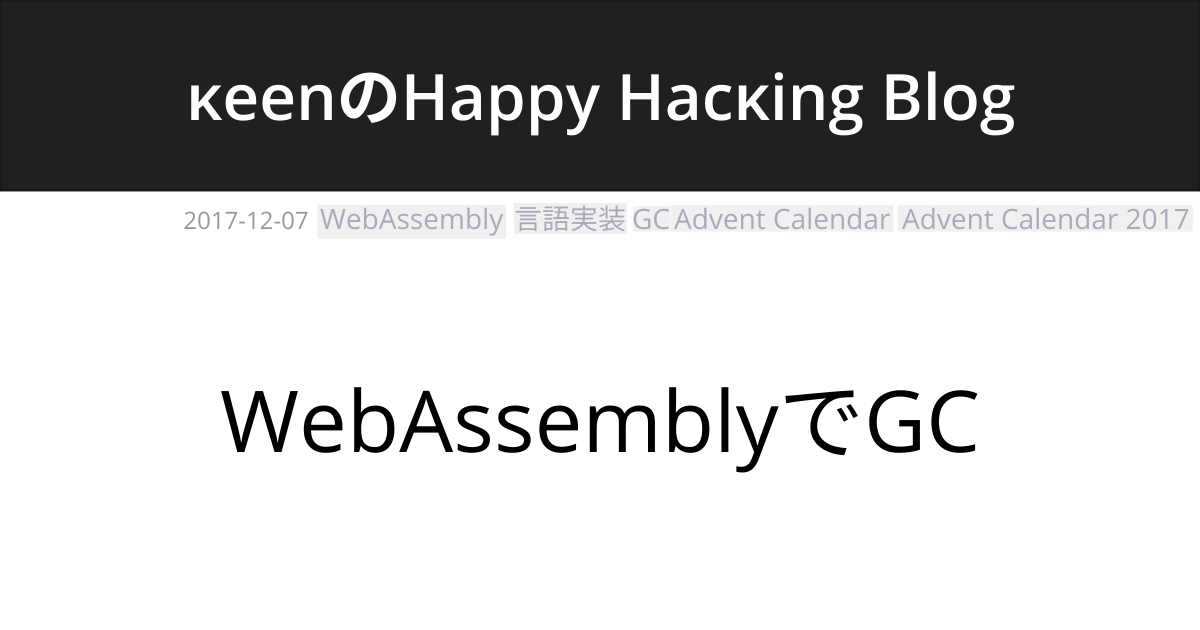 κeenのHappy Hacκing Blog
2017-12-07 WebAssembly 言語実装 GC Advent Calendar Advent Calendar 2017
WebAssemblyでGC